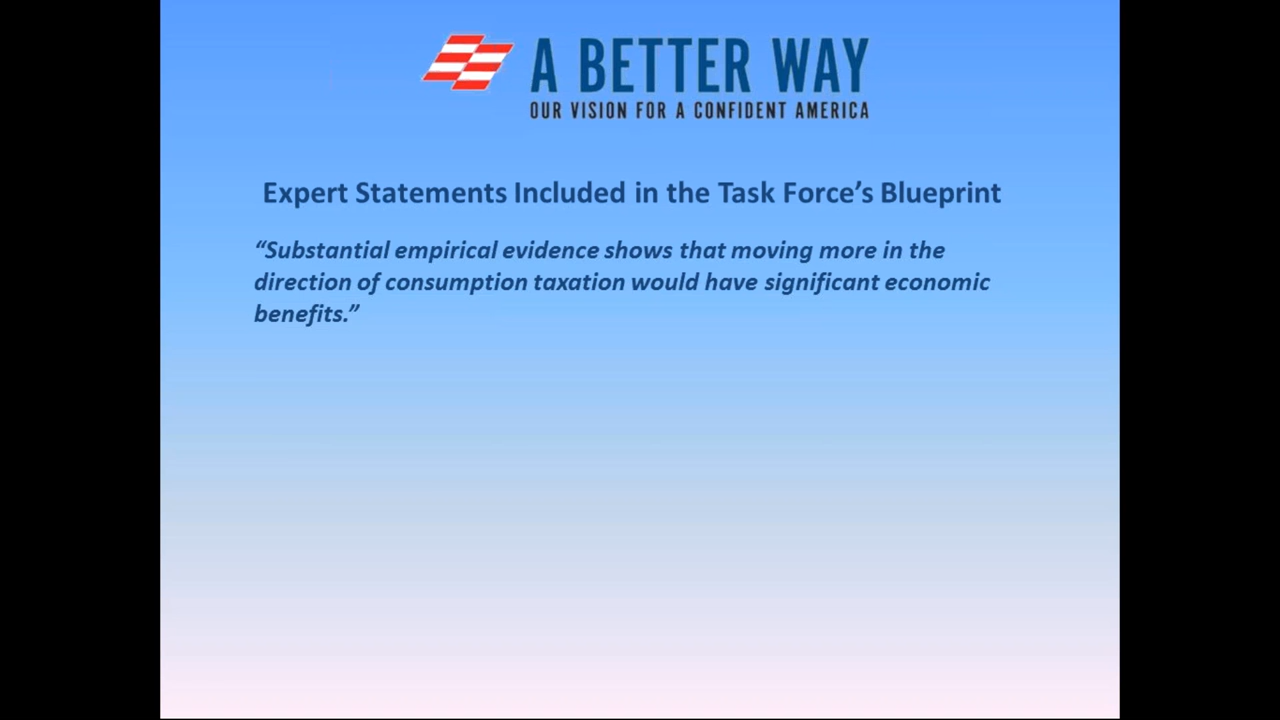 A BETTER WAY
OUR VISION FOR A CONFIDENT AMERICA
Expert Statements Included in the Task Force’s Blueprint
“Substantial empirical evidence shows that moving more in the
direction of consumption taxation would have significant economic
benefits.”